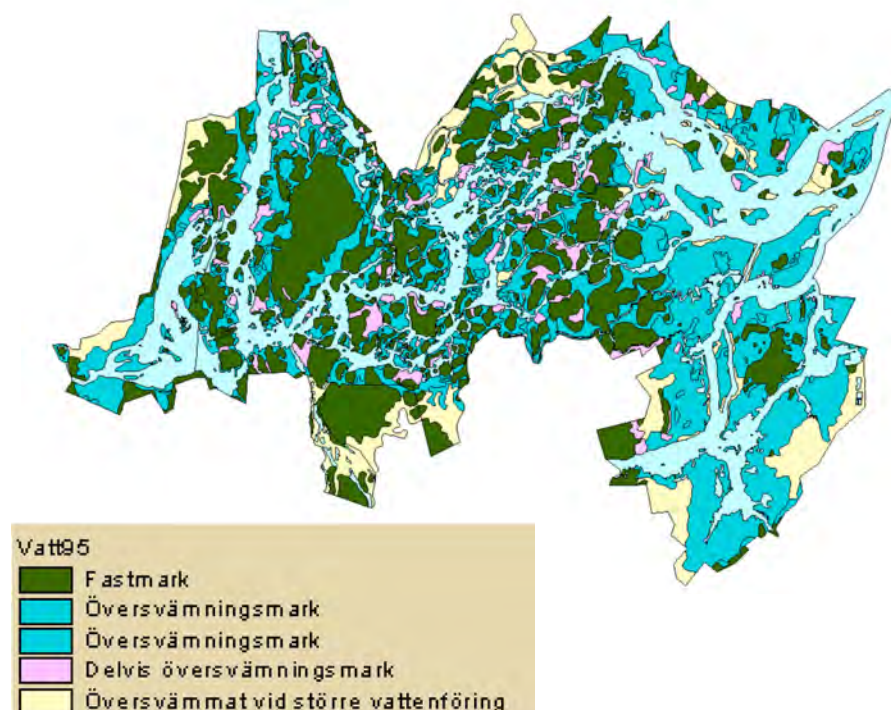 Vatt95
Fastmark
Översvämningsmark
Översvämningsmark
Delvis översvämningsmark
Översvämmat vid större vattenföring